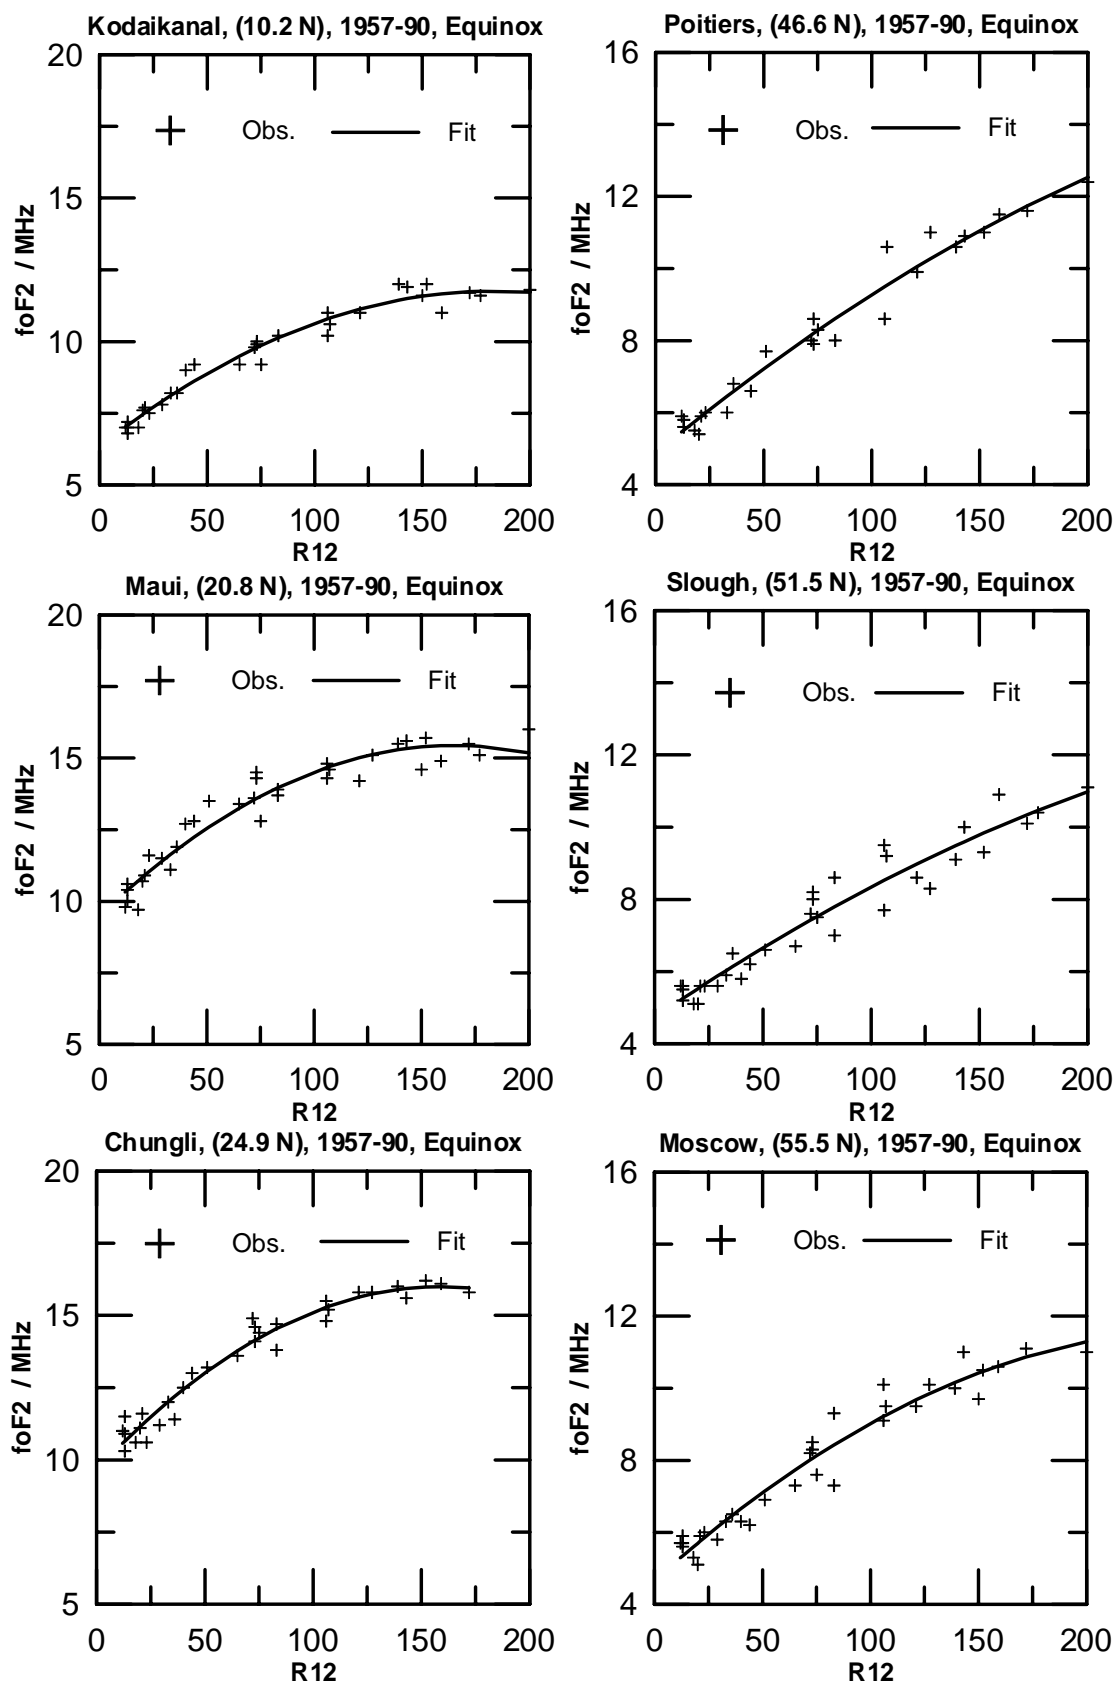 Kodaikanal, (10.2 N), 1957-90, Equinox
20
15
10
5
foF2 / MHz
Obs.
Fit
0 50 100 150 200
R12
Poitiers, (46.6 N), 1957-90, Equinox
16
12
8
4
foF2 / MHz
Obs.
Fit
0 50 100 150 200
R12
Maui, (20.8 N), 1957-90, Equinox
20
15
10
5
foF2 / MHz
Obs.
Fit
0 50 100 150 200
R12
Slough, (51.5 N), 1957-90, Equinox
16
12
8
4
foF2 / MHz
Obs.
Fit
0 50 100 150 200
R12
Chungli, (24.9 N), 1957-90, Equinox
20
15
10
5
foF2 / MHz
Obs.
Fit
0 50 100 150 200
R12
Moscow, (55.5 N), 1957-90, Equinox
16
12
8
4
foF2 / MHz
Obs.
Fit
0 50 100 150 200
R12